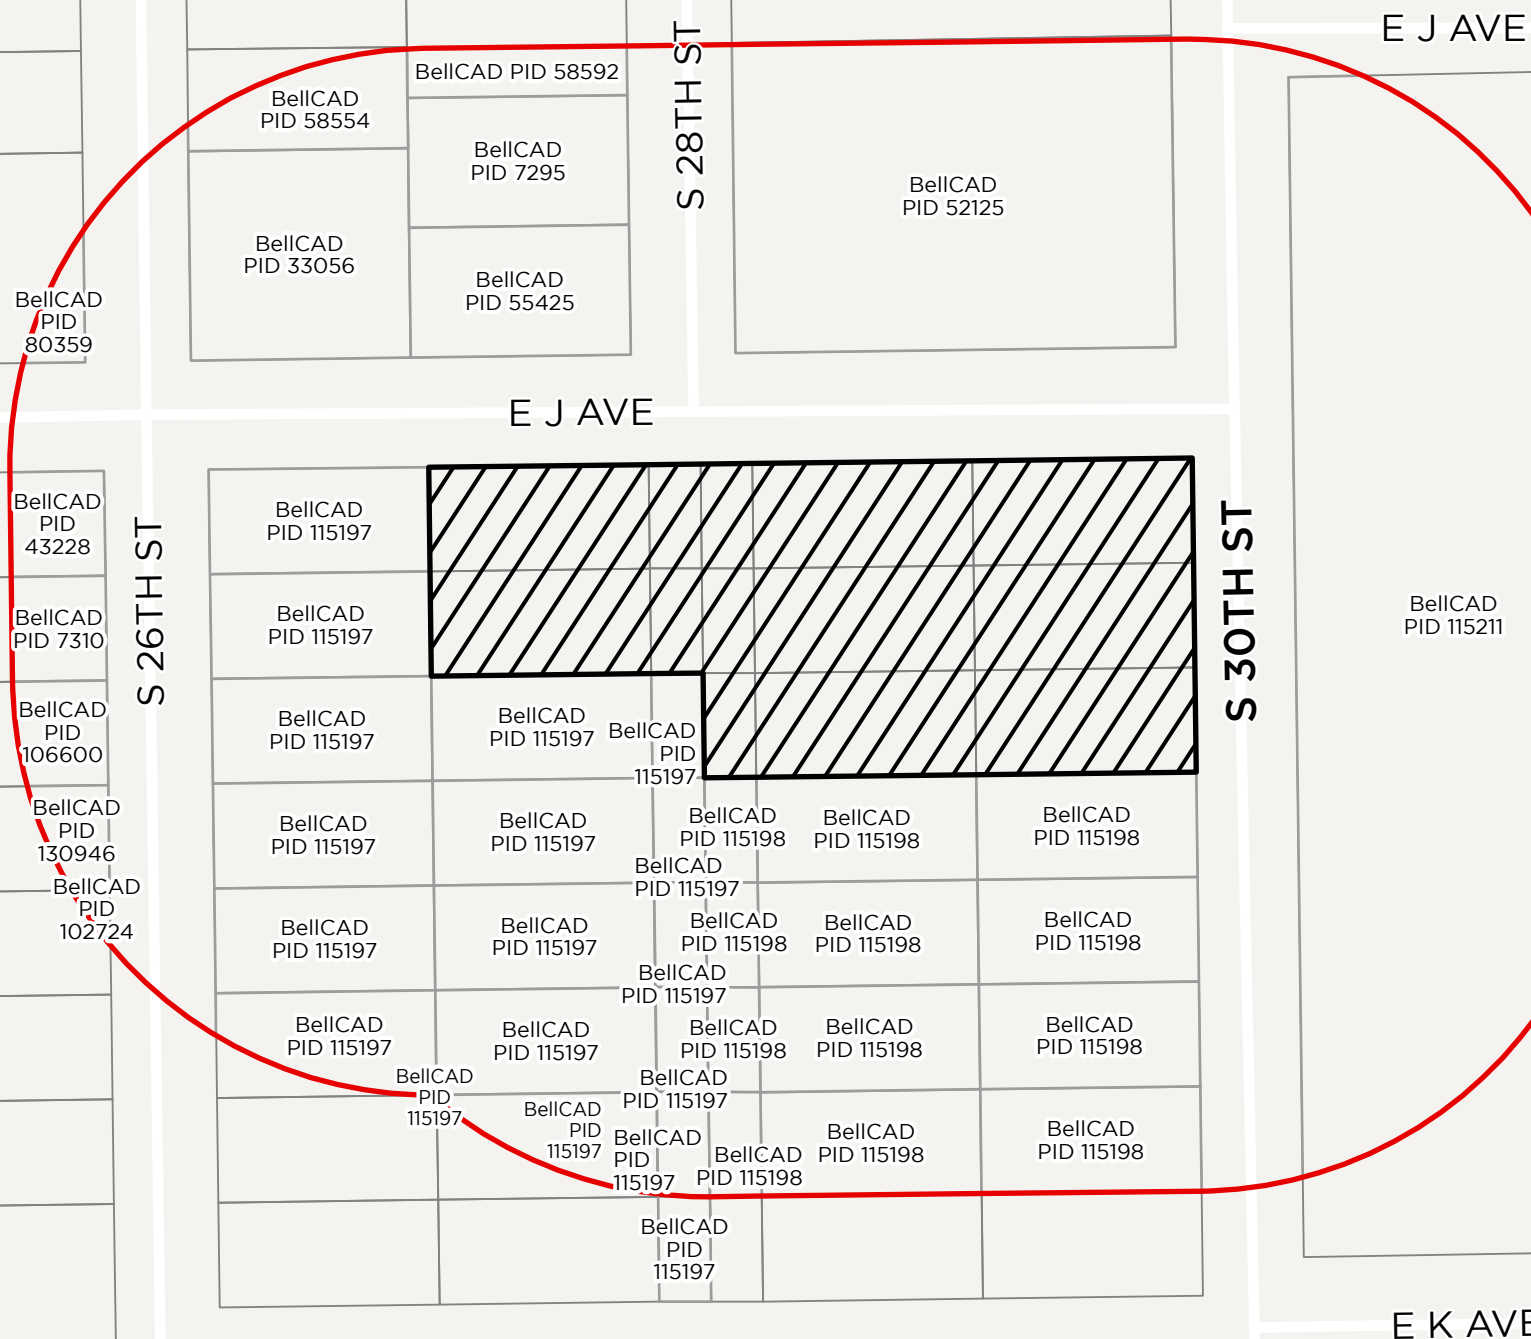 E J AVE
BellCAD PID 58592
BellCAD
PID 58554
S 28TH ST
BellCAD
PID 7295
BellCAD
PID 52125
BellCAD
PID 33056
BellCAD
PID 55425
BellCAD
PID
80359
E J AVE
BellCAD
PID
43228
BellCAD
PID 115197
S 26TH ST
S 30TH ST
BellCAD
PID 7310
BellCAD
PID 115197
BellCAD
PID 115211
BellCAD
PID
106600
BellCAD
PID 115197
BellCAD
PID 115197
BellCAD
PID
115197
BellCAD
PID
130946
BellCAD
PID 115197
BellCAD
PID 115197
BellCAD
PID 115198
BellCAD
PID 115198
BellCAD
PID 115198
BellCAD
PID 115197
BellCAD
PID
102724
BellCAD
PID 115197
BellCAD
PID 115197
BellCAD
PID 115198
BellCAD
PID 115198
BellCAD
PID 115198
BellCAD
PID 115197
BellCAD
PID 115197
BellCAD
PID 115197
BellCAD
PID 115198
BellCAD
PID 115198
BellCAD
PID 115198
BellCAD
PID
115197
BellCAD
PID 115197
BellCAD
PID
115197
BellCAD
PID
115197
BellCAD
PID 115198
BellCAD
PID 115198
BellCAD
PID 115198
BellCAD
PID
115197
E K AVE